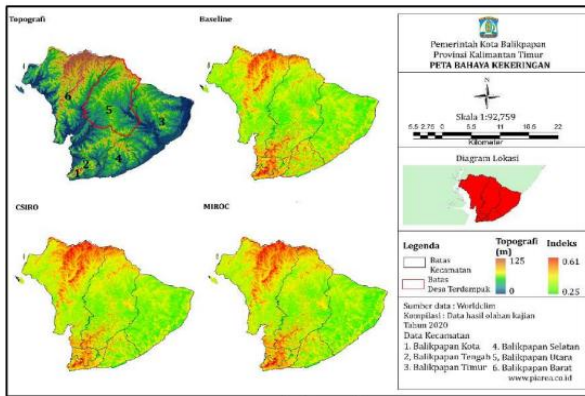 Topografi
Baseline
6
5
3
4
2
1
CSIRO
MIROC
Pemerintah Kota Balikpapan
Provinsi Kalimantan Timur
PETA BAHAYA KEKERINGAN
N
Skala 1:92,759
5.5 2.75 0 5.5 11 16.5 22
Kilometer
Diagram Lokasi
Legenda
Batas
Kecamatan
Batas
Desa Terdampak
Topografi
(m)
125
0
Indeks
0.61
0.25
Sumber data : Worldclim
Kompilasi : Data hasil olahan kajian
Tahun 2020
Data Kecamatan
1. Balikpapan Kota 4. Balikpapan Selatan
2, Balikpapan Tengah 5, Balikpapan Utara
3, Balikpapan Timur 6. Balikpapan Barat